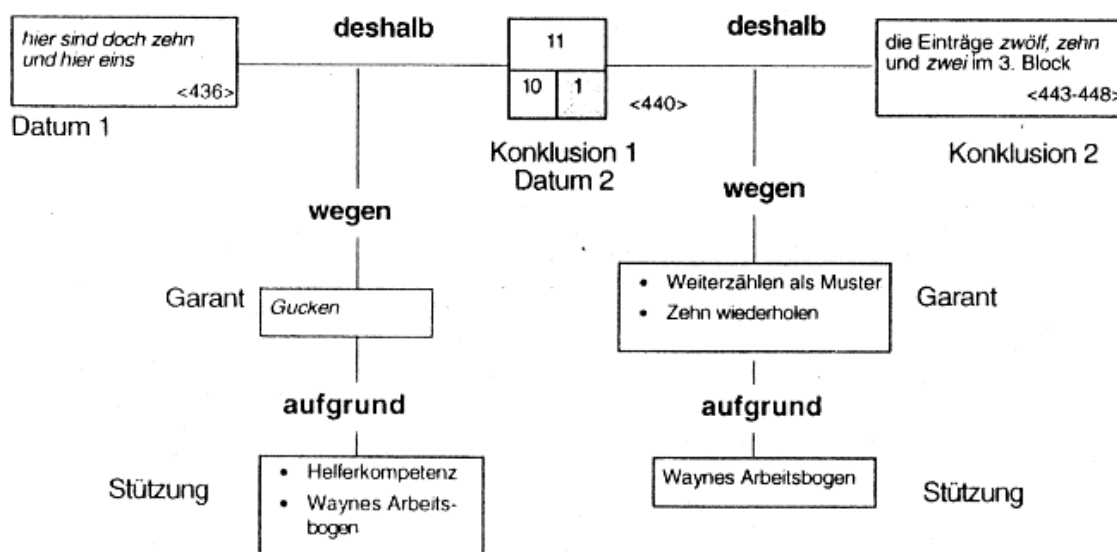 deshalb
deshalb
hier sind doch zehn
und hier eins
<436>
Datum 1
11
10 1
<440>
Konklusion 1
Datum 2
die Einträge zwölf, zehn
und zwei im 3. Block
<443-448>
Konklusion 2
wegen
wegen
Garant
Gucken
• Weiterzählen als Muster
• Zehn wiederholen
Garant
aufgrund
aufgrund
Stützung
• Helferkompetenz
• Waynes Arbeits-
bogen
Waynes Arbeitsbogen
Stützung